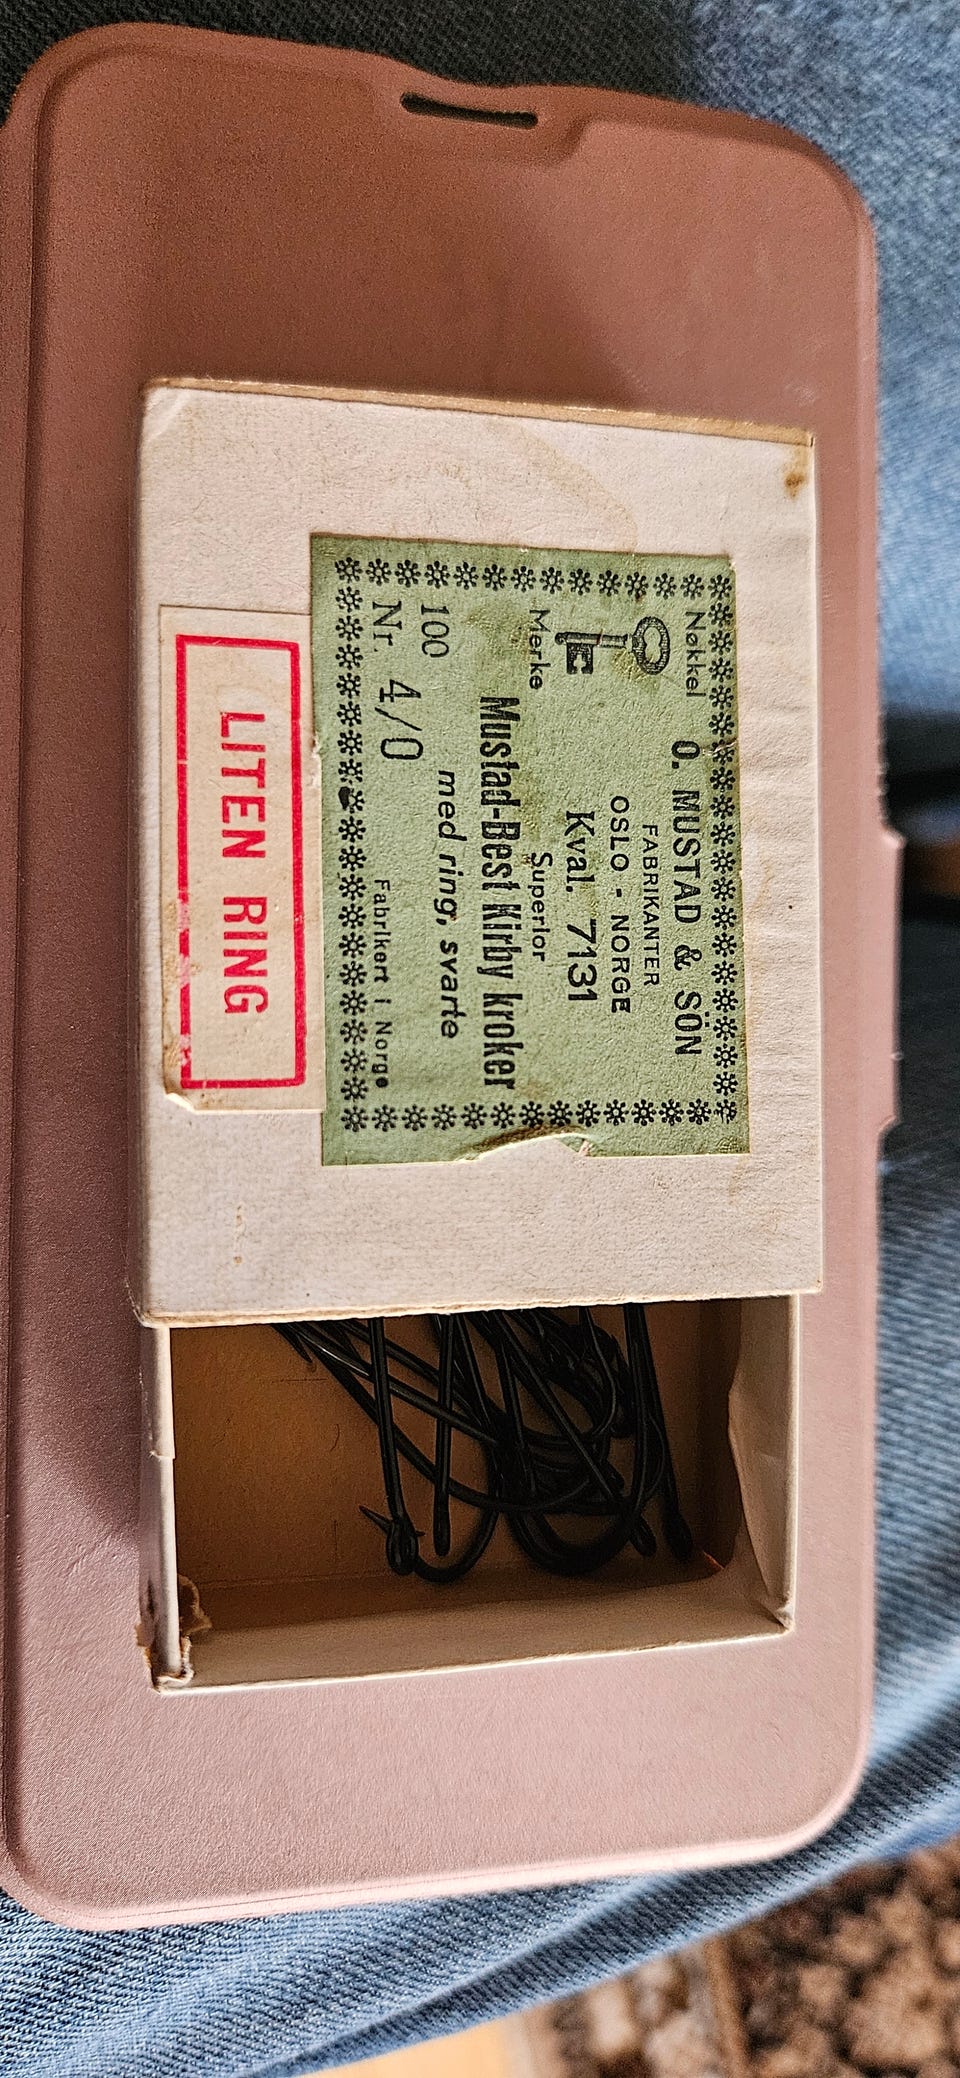 Nøkkel
Merke
O. MUSTAD & SÖN
FABRIKANTER
OSLO - NORGE
Kval. 7131
Superior
Mustad-Best Kirby kroker
100 med ring, svarte
Nr. 4/0 Fabrikert i Norge
LITEN RING